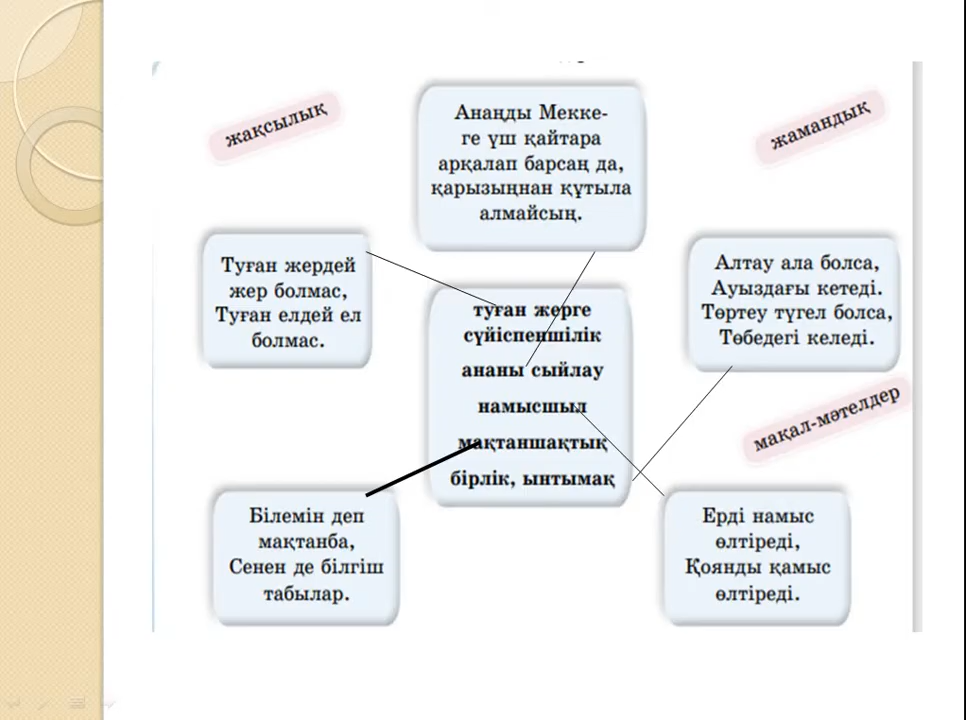 жақсылық
Анаңды Мекке-
ге үш қайтара
арқалап барсаң да,
қарызыңнан құтыла
алмайсың.
жамандық
Туған жердей
жер болмас,
Туған елдей ел
болмас.
туған жерге
сүйіспеншілік
ананы сыйлау
намысшыл
мақтаншақтық
бірлік, ынтымақ
Алтау ала болса,
Ауыздағы кетеді.
Төртеу түгел болса,
Төбедегі келеді.
мақал-мәтелдер
Білемін деп
мақтанба,
Сенен де білгіш
табылар.
Ерді намыс
өлтіреді,
Қоянды қамыс
өлтіреді.